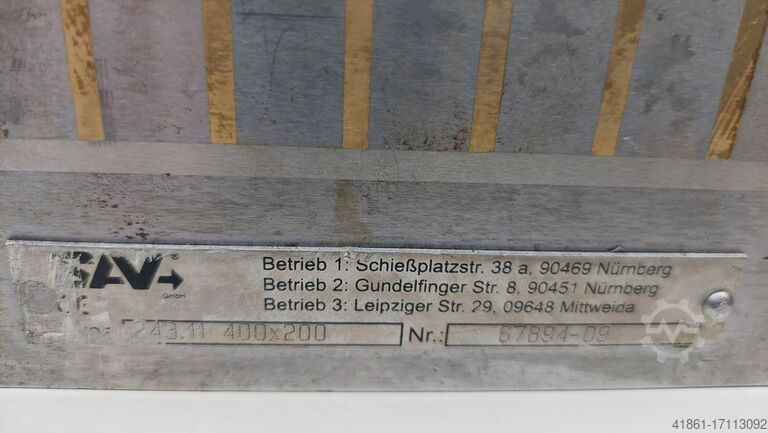 SAV®
GmbH
Betrieb 1: Schießplatzstr. 38 a, 90469 Nürnberg
Betrieb 2: Gundelfinger Str. 8, 90451 Nürnberg
Betrieb 3: Leipziger Str. 29, 09648 Mittweida
CE
243.11 400x200 Nr.: 67894-09
41861-17113092